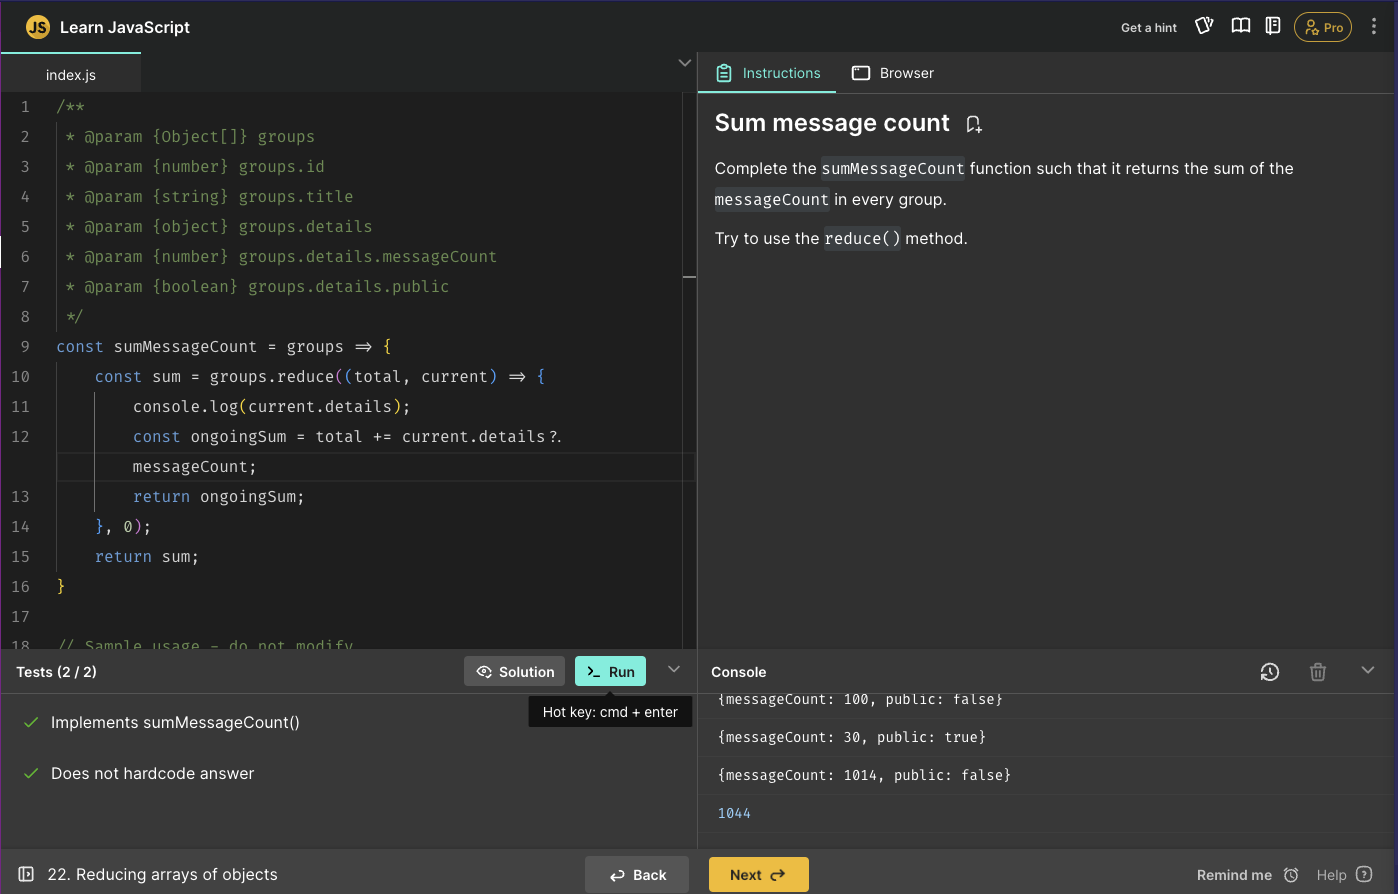 JS Learn JavaScript
Get a hint
Pro
index.js
Instructions
Browser
1 /**
2 * @param {Object[]} groups
3 * @param {number} groups.id
4 * @param {string} groups.title
5 * @param {object} groups.details
6 * @param {number} groups.details.messageCount
7 * @param {boolean} groups.details.public
8 */
9 const sumMessageCount = groups => {
10 const sum = groups.reduce((total, current) => {
11 console.log(current.details);
12 const ongoingSum = total += current.details?.
messageCount;
13 return ongoingSum;
14 }, 0);
15 return sum;
16 }
17
18 // Sample usage - do not modify
Sum message count
Complete the sumMessageCount function such that it returns the sum of the
messageCount in every group.
Try to use the reduce() method.
Tests (2 / 2)
Solution
>_ Run
Hot key: cmd + enter
Implements sumMessageCount()
Does not hardcode answer
Console
{messageCount: 100, public: false}
{messageCount: 30, public: true}
{messageCount: 1014, public: false}
1044
22. Reducing arrays of objects
Back
Next
Remind me
Help ?